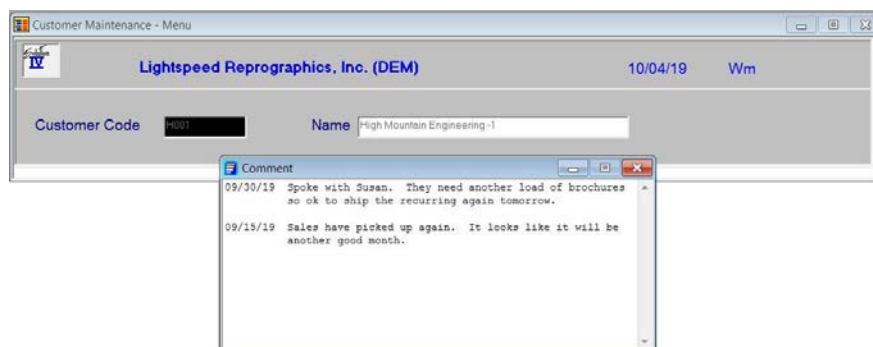 Customer Maintenance - Menu
IV
Lightspeed Reprographics, Inc. (DEM) 10/04/19 Wm
Customer Code H001 Name High Mountain Engineering -1
Comment
09/30/19 Spoke with Susan. They need another load of brochures
so ok to ship the recurring again tomorrow.
09/15/19 Sales have picked up again. It looks like it will be
another good month.